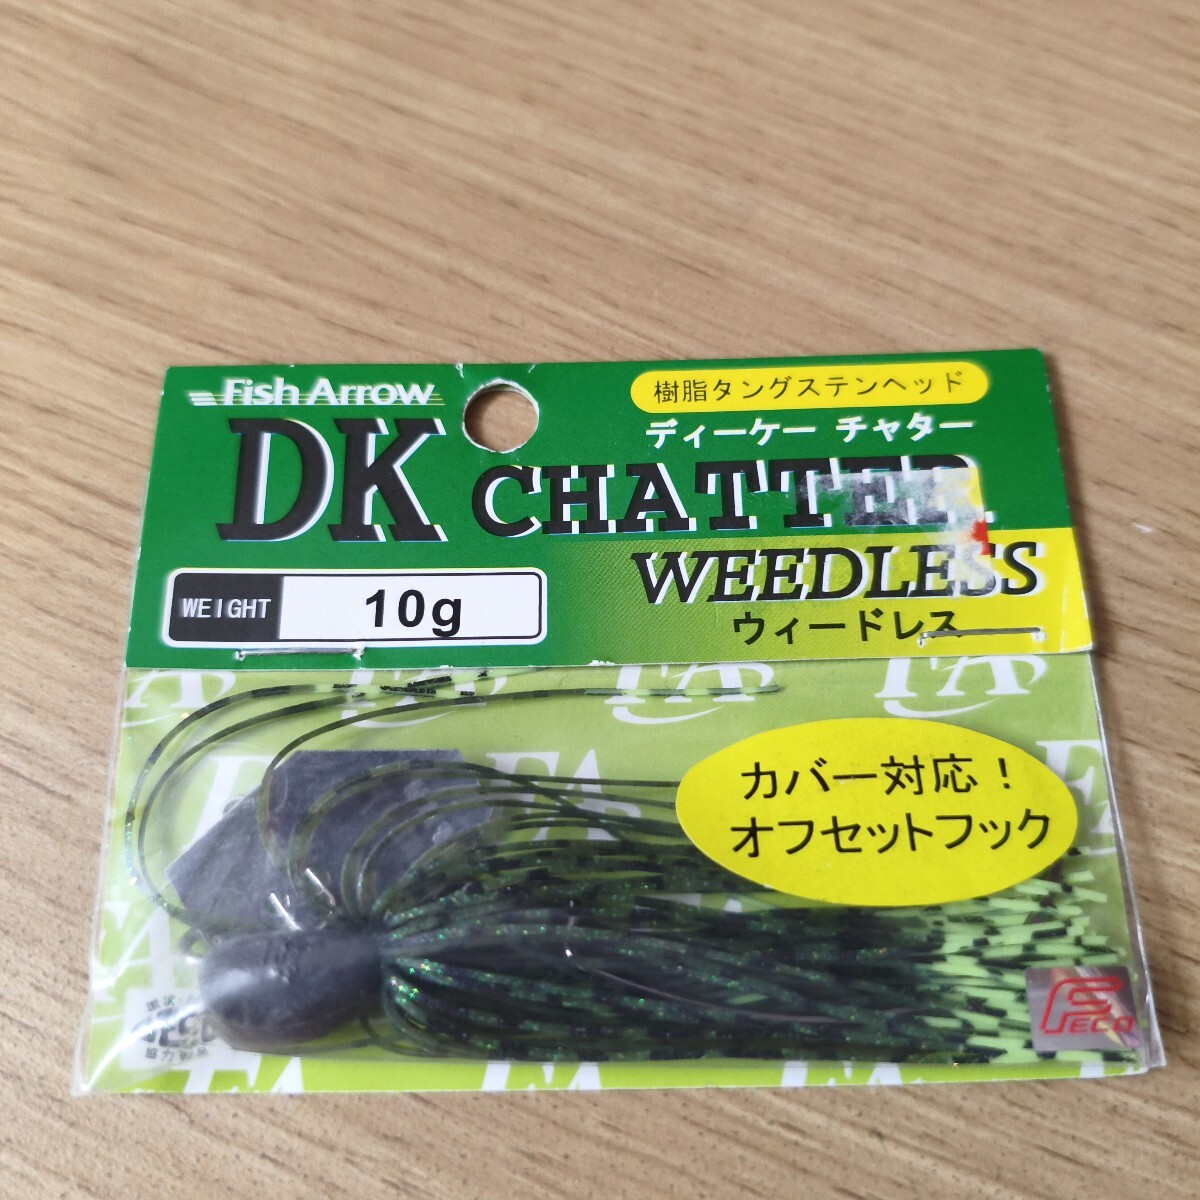 Fish Arrow
樹脂タングステンヘッド
ディーケー チャター
DK CHATTER
WEEDLESS
ウィードレス
WEIGHT 10g
カバー対応！
オフセットフック
FECO